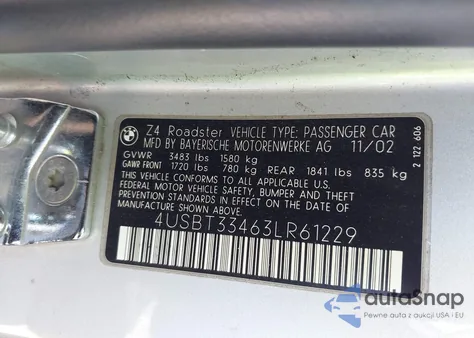 Z4 Roadster VEHICLE TYPE: PASSENGER CAR
MFD BY BAYERISCHE MOTORENWERKE AG 11/02
GVWR 3483 lbs 1580 kg
GAWR FRONT 1720 lbs 780 kg REAR 1841 lbs 835 kg
THIS VEHICLE CONFORMS TO ALL APPLICABLE FEDERAL
MOTOR VEHICLE SAFETY, BUMPER AND THEFT
PREVENTION STANDARDS IN EFFECT ON THE
DATE OF MANUFACTURE SHOWN ABOVE
4USBT33463LR61229
2 122 606
autoSnap
Pewne auta z aukcji USA i EU